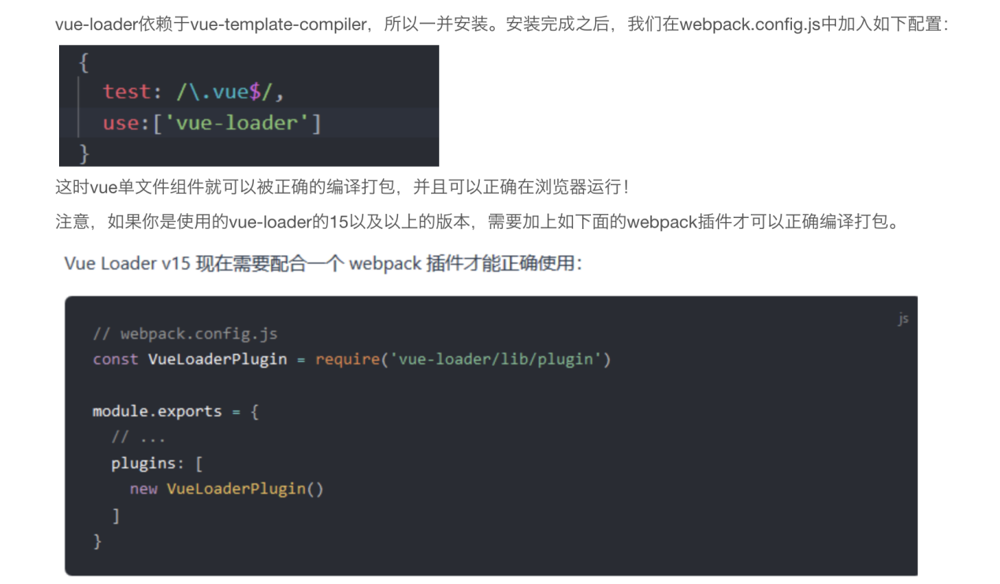 vue-loader依赖于vue-template-compiler，所以一并安装。安装完成之后，我们在webpack.config.js中加入如下配置：
{
test: /\.vue$/,
use:['vue-loader']
}
这时vue单文件组件就可以被正确的编译打包，并且可以正确在浏览器运行！
注意，如果你是使用的vue-loader的15以及以上的版本，需要加上如下面的webpack插件才可以正确编译打包。
Vue Loader v15 现在需要配合一个 webpack 插件才能正确使用：
js
// webpack.config.js
const VueLoaderPlugin = require('vue-loader/lib/plugin')
module.exports = {
// ...
plugins: [
new VueLoaderPlugin()
]
}